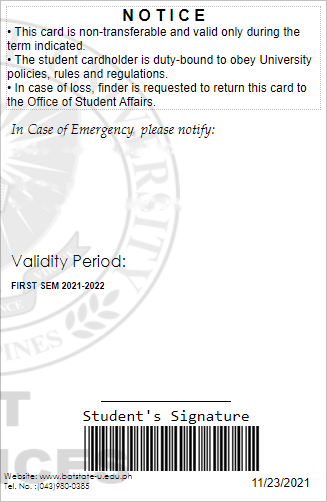 NOTICE
• This card is non-transferable and valid only during the
term indicated.
• The student cardholder is duty-bound to obey University
policies, rules and regulations.
• In case of loss, finder is requested to return this card to
the Office of Student Affairs.
In Case of Emergency please notify:
VERSITY
PINES
Validity Period:
FIRST SEM 2021-2022
T
ICES
Student's Signature
Website: www.batstate-u.edu.ph
Tel. No. :(043)980-0385
11/23/2021